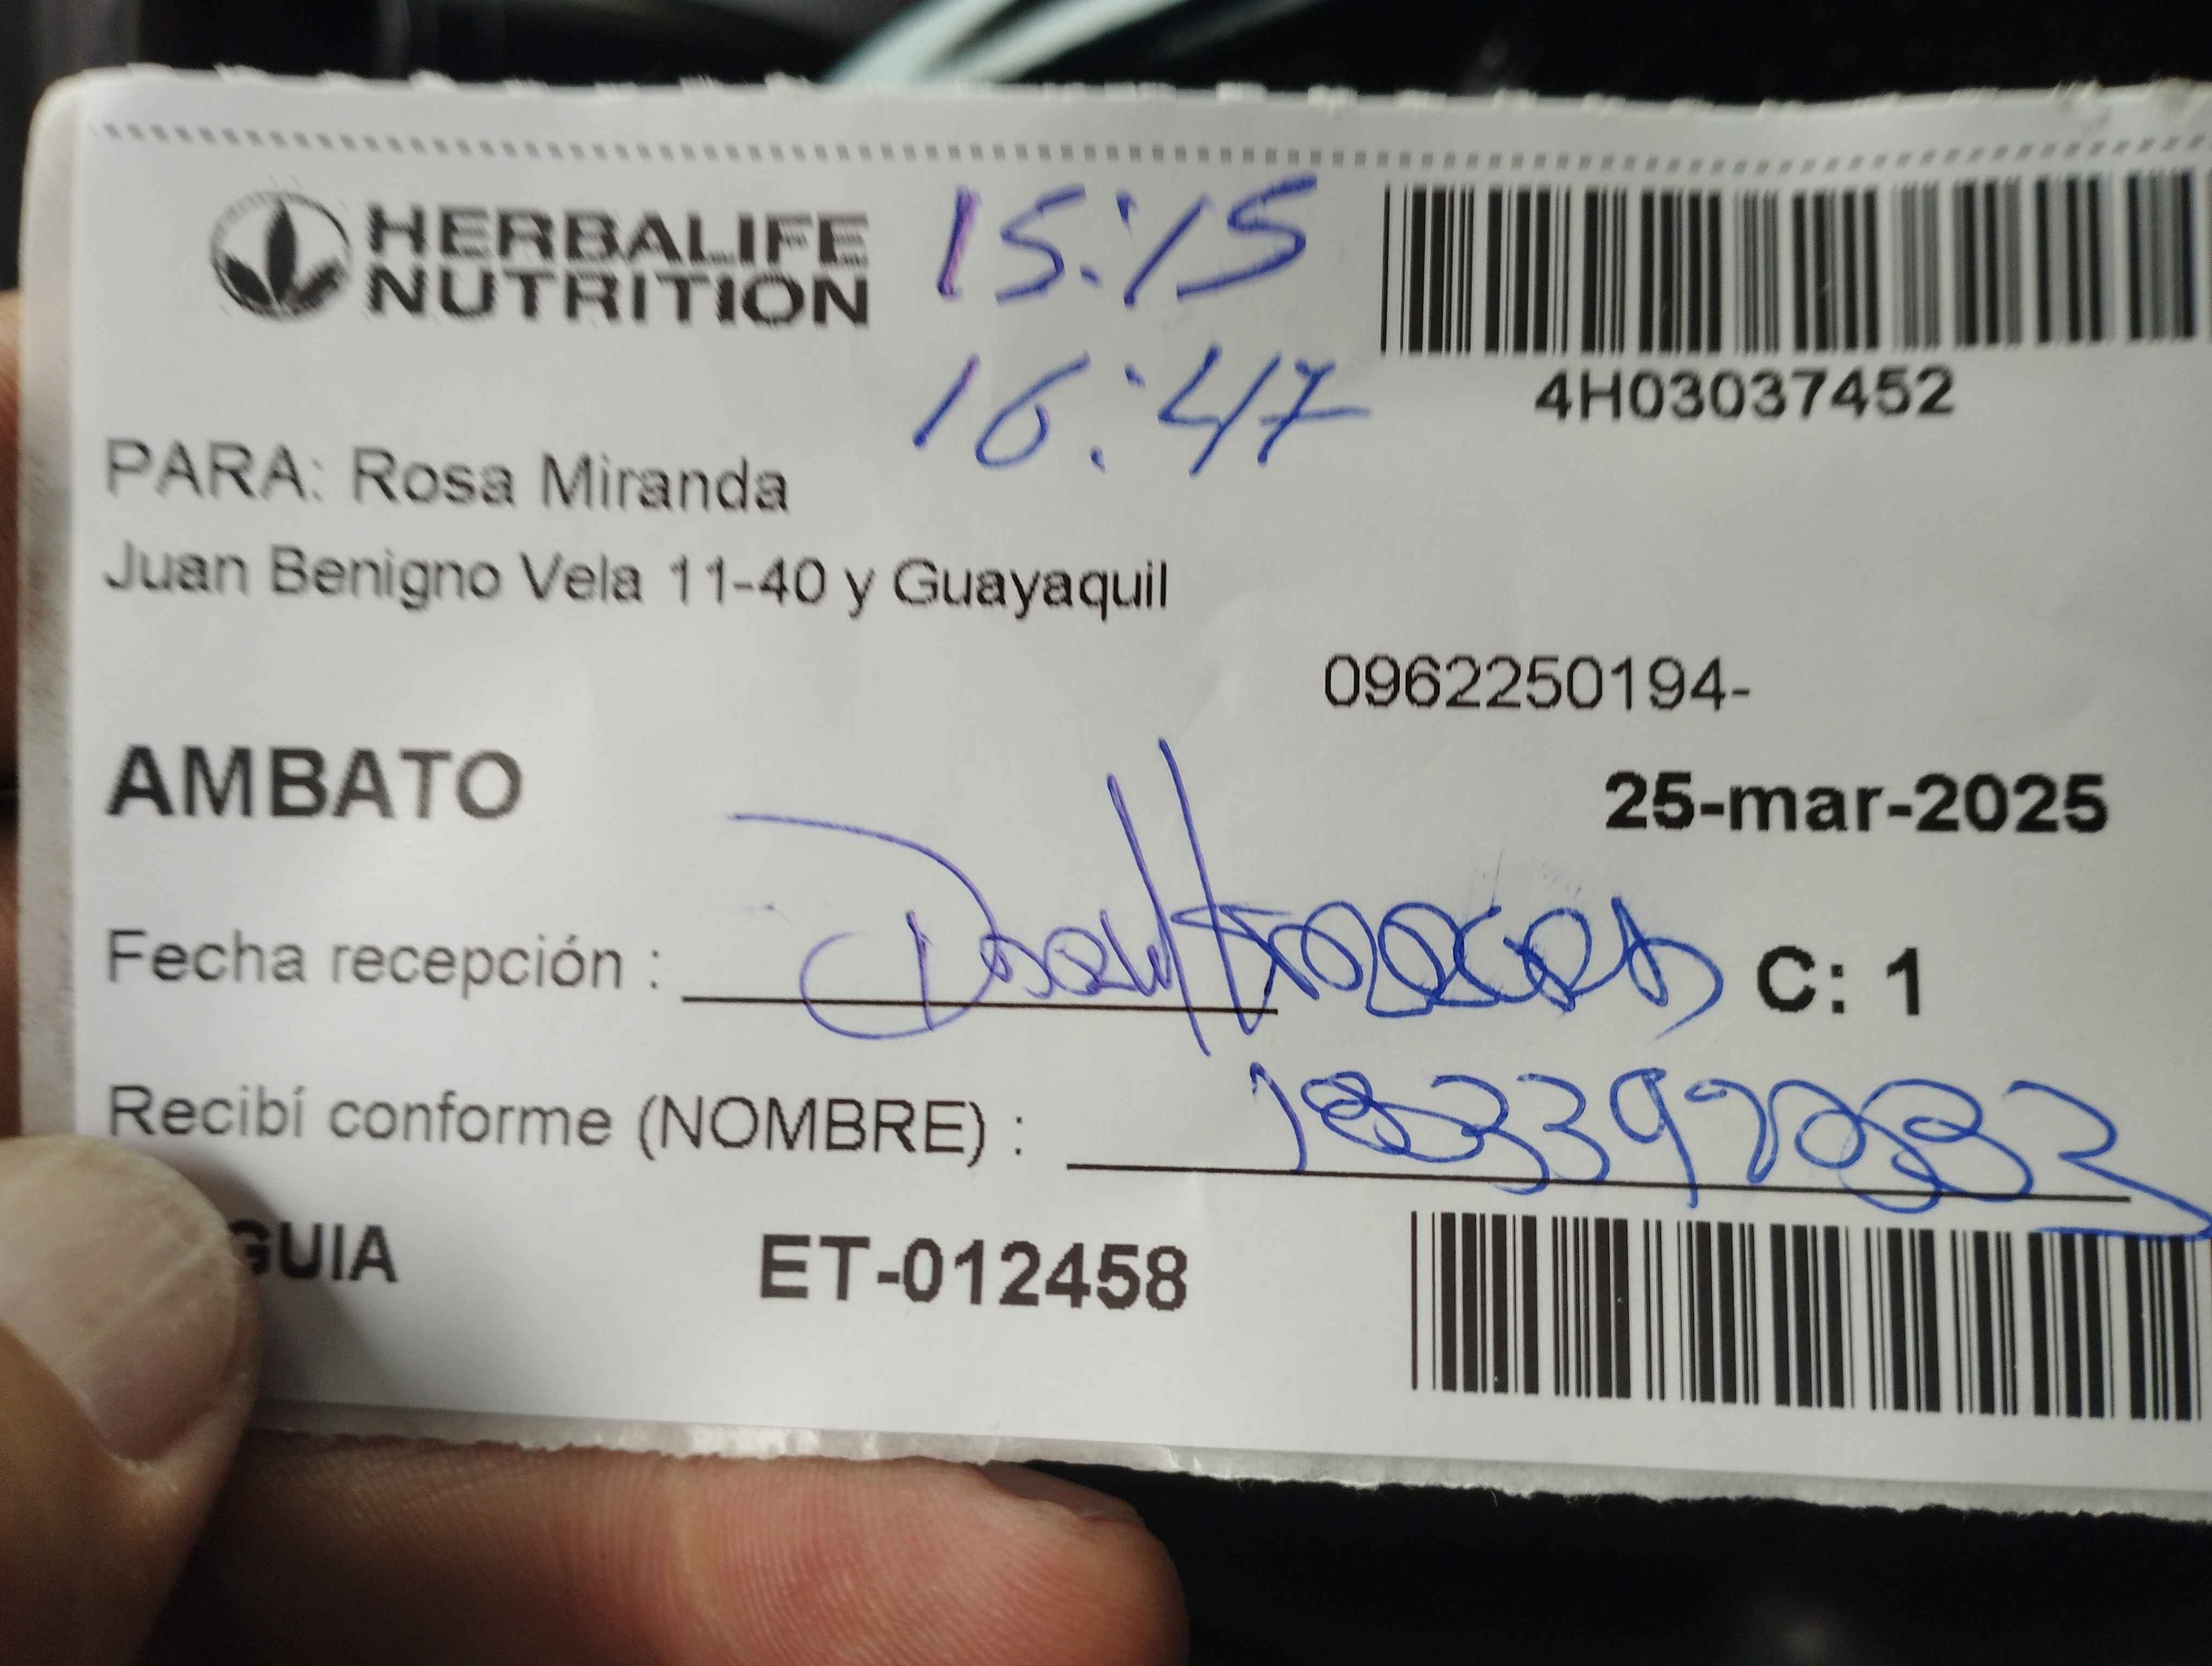 HERBALIFE
NUTRITION
15:15
16:47
4H03037452
PARA: Rosa Miranda
Juan Benigno Vela 11-40 y Guayaquil
0962250194-
AMBATO
25-mar-2025
Fecha recepción :
C: 1
Recibí conforme (NOMBRE) :
GUIA
ET-012458